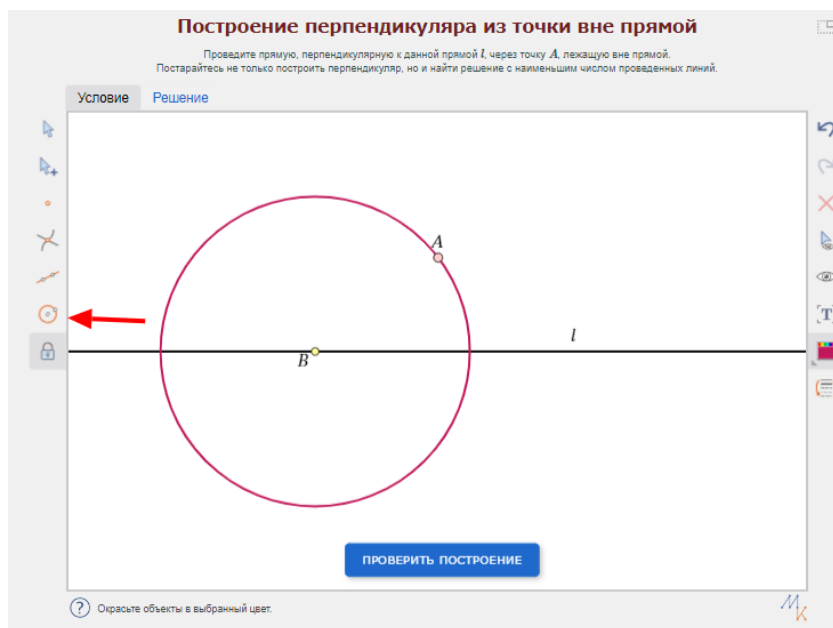 Построение перпендикуляра из точки вне прямой
Проведите прямую, перпендикулярную к данной прямой l, через точку A, лежащую вне прямой.
Постарайтесь не только построить перпендикуляр, но и найти решение с наименьшим числом проведенных линий.
Условие Решение
A
l
B
ПРОВЕРИТЬ ПОСТРОЕНИЕ
? Окрасьте объекты в выбранный цвет.
[T]
МК